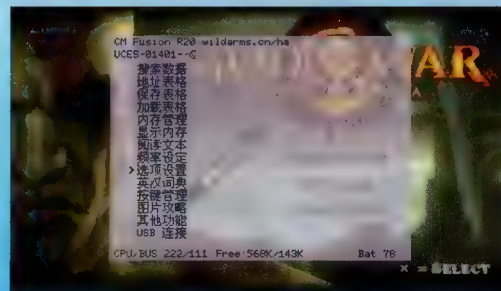 CM Fusion R20 wildarms.cn/ha
UCES-01401--G
WAR
搜索数据
地址表格
保存表格
加载表格
内存管理
显示内存
阅读文本
频率设定
>选项设置
英汉词典
按键管理
图片攻略
其他功能
USB 连接
CPU/BUS 222/111 Free:568K/143K Bat 78
× = SELECT